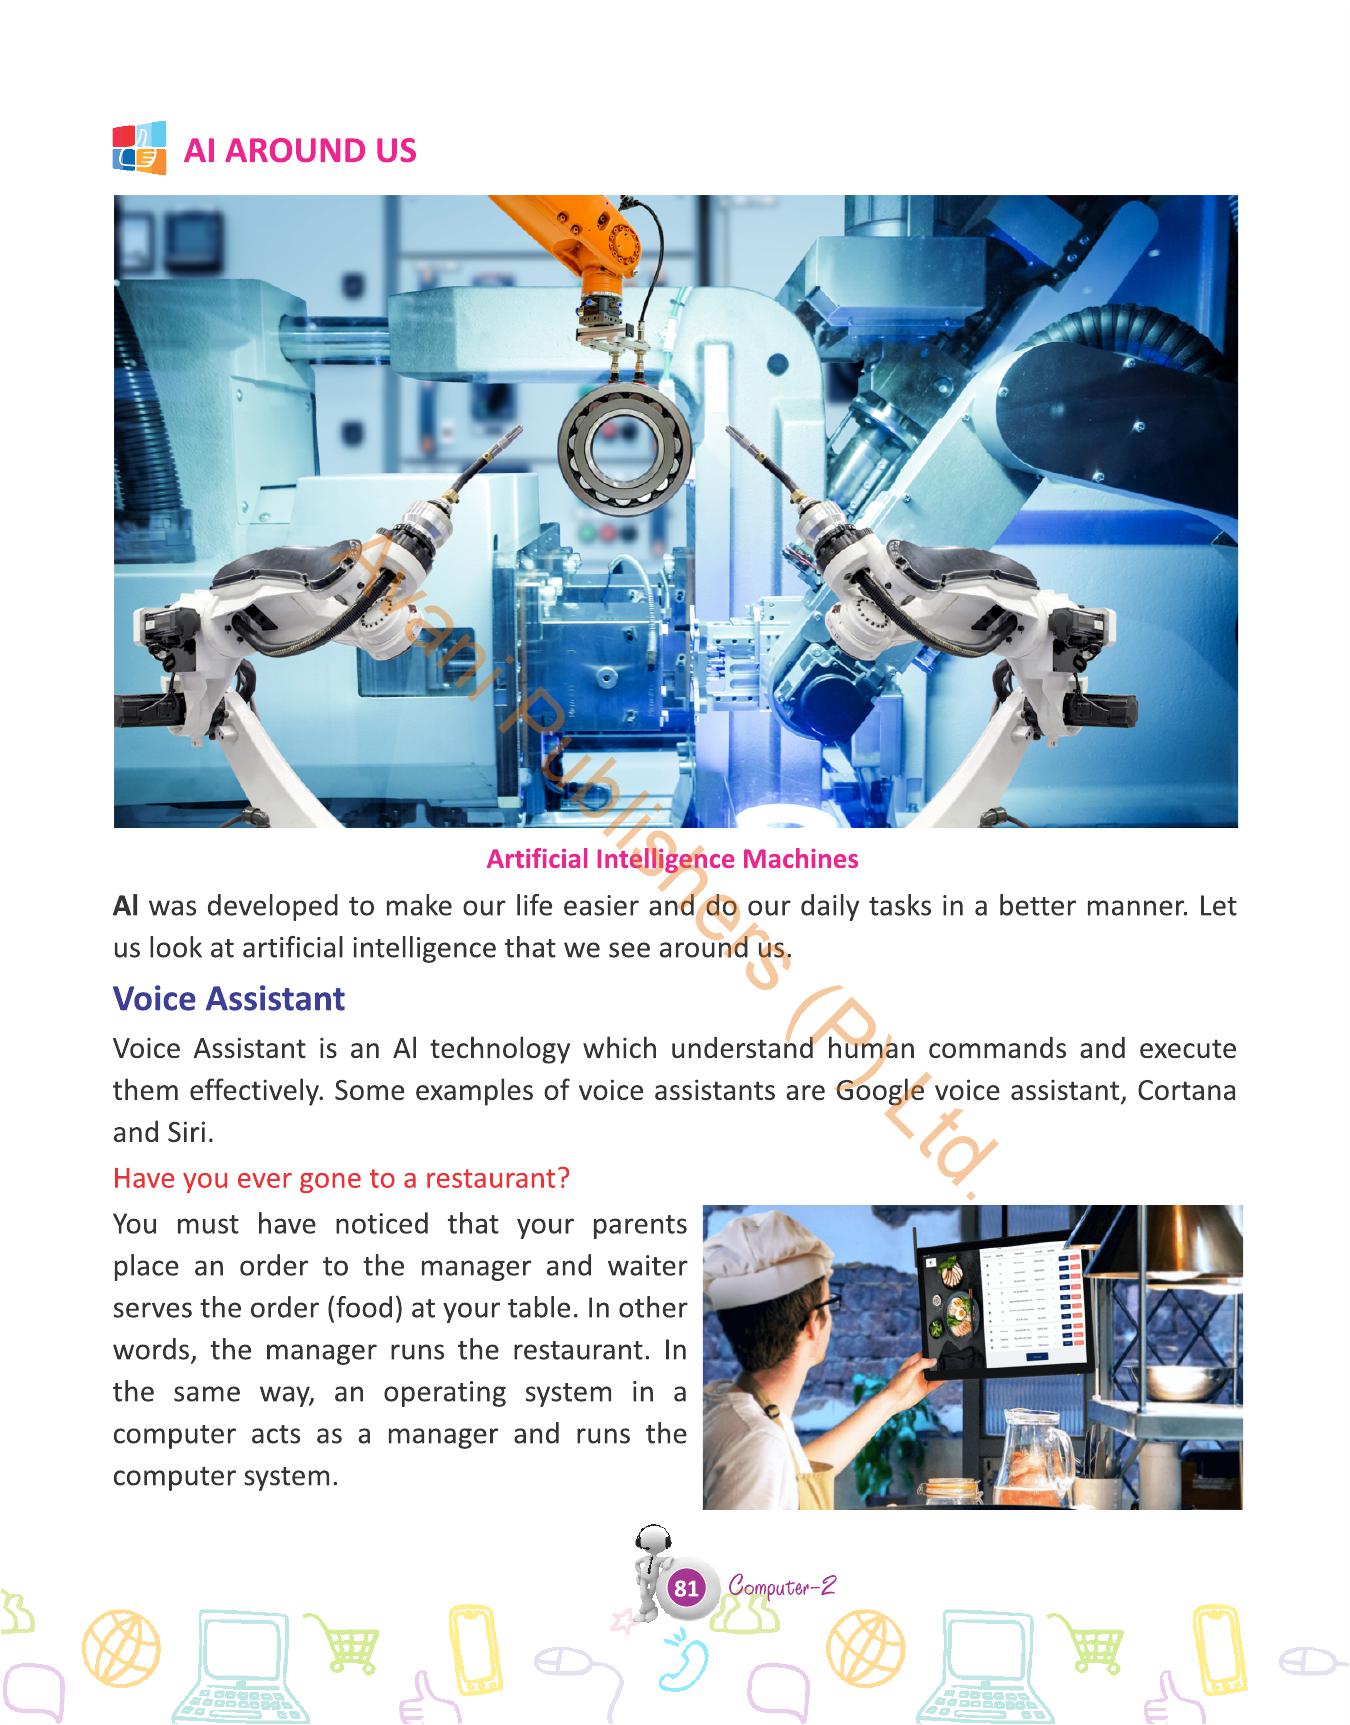 AI AROUND US
Artificial Intelligence Machines
AI was developed to make our life easier and do our daily tasks in a better manner. Let
us look at artificial intelligence that we see around us.
Voice Assistant
Voice Assistant is an AI technology which understand human commands and execute
them effectively. Some examples of voice assistants are Google voice assistant, Cortana
and Siri.
Have you ever gone to a restaurant?
You must have noticed that your parents
place an order to the manager and waiter
serves the order (food) at your table. In other
words, the manager runs the restaurant. In
the same way, an operating system in a
computer acts as a manager and runs the
computer system.
81 Computer-2
Avani Publishers (P) Ltd.